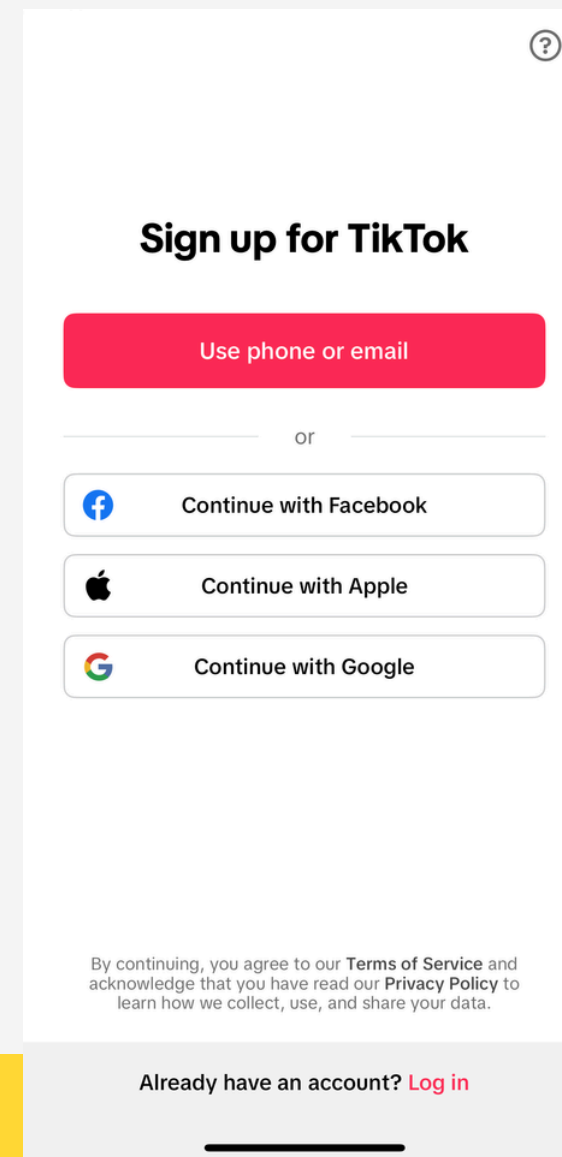 ?
Sign up for TikTok
Use phone or email
or
Continue with Facebook
Continue with Apple
Continue with Google
By continuing, you agree to our Terms of Service and
acknowledge that you have read our Privacy Policy to
learn how we collect, use, and share your data.
Already have an account? Log in